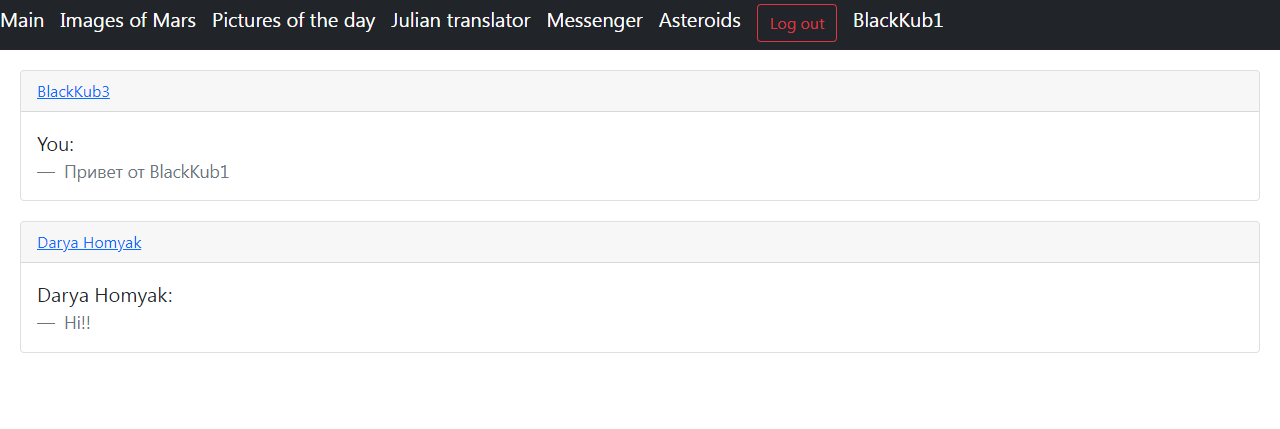 Main Images of Mars Pictures of the day Julian translator Messenger Asteroids Log out BlackKub1
BlackKub3
You:
— Привет от BlackKub1
Darya Homyak
Darya Homyak:
— Hi!!